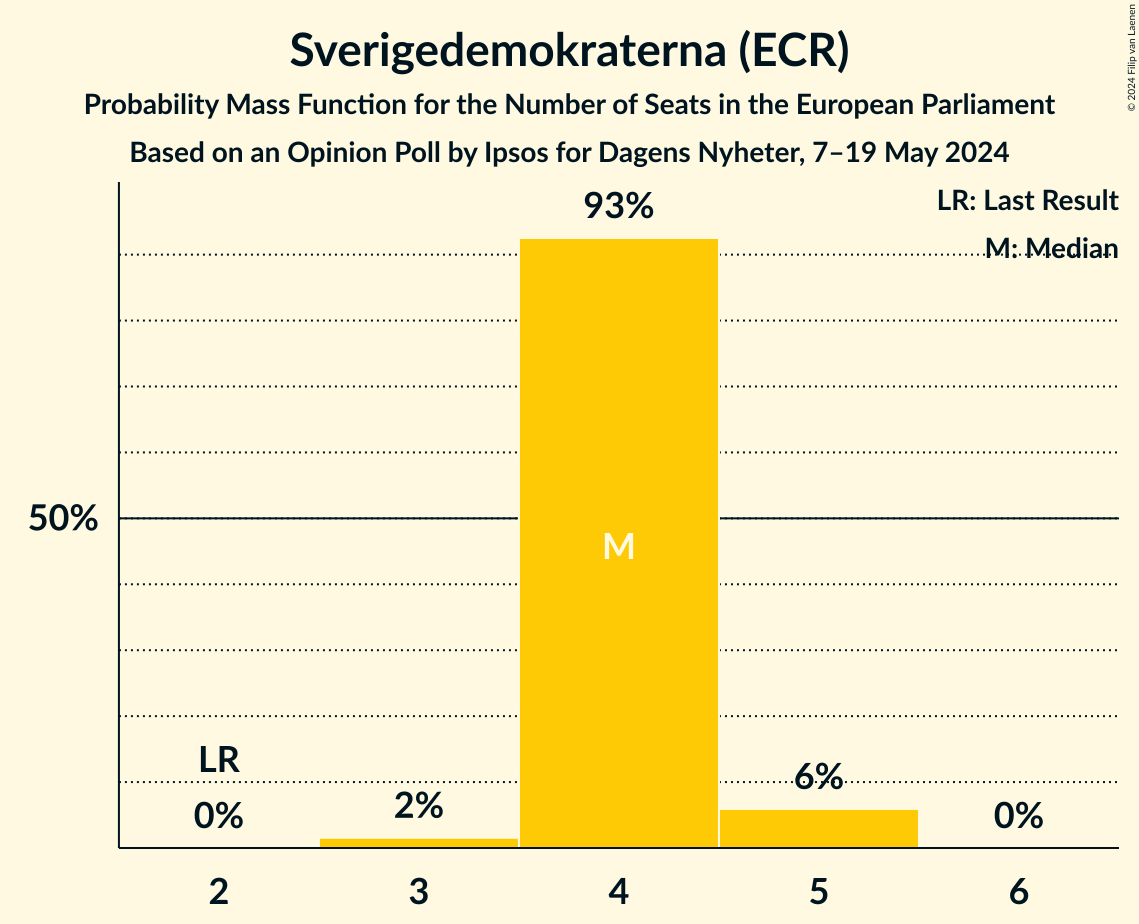 Sverigedemokraterna (ECR)
Probability Mass Function for the Number of Seats in the European Parliament
Based on an Opinion Poll by Ipsos for Dagens Nyheter, 7–19 May 2024
© 2024 Filip van Laenen
LR: Last Result
M: Median
93%
50%
M
LR
0%
2%
6%
0%
2 3 4 5 6